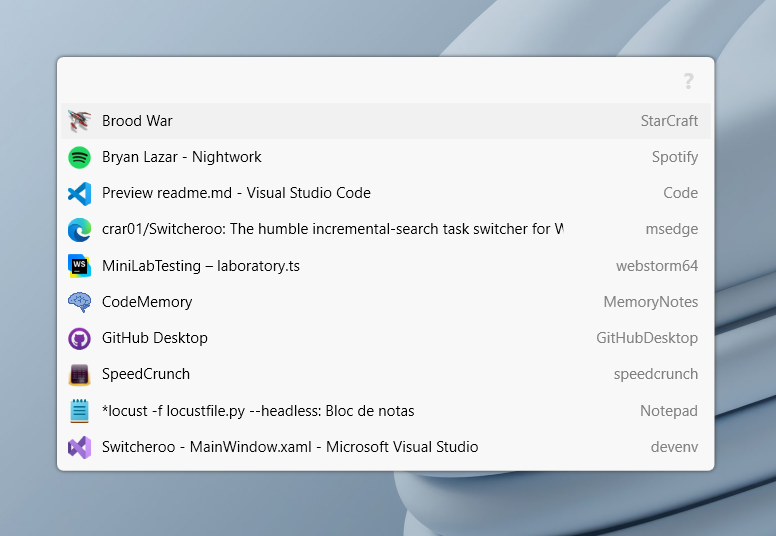 ?
Brood War StarCraft
Bryan Lazar - Nightwork Spotify
Preview readme.md - Visual Studio Code Code
crar01/Switcheroo: The humble incremental-search task switcher for W msedge
WS MiniLabTesting – laboratory.ts webstorm64
CodeMemory MemoryNotes
GitHub Desktop GitHubDesktop
SpeedCrunch speedcrunch
*locust -f locustfile.py --headless: Bloc de notas Notepad
Switcheroo - MainWindow.xaml - Microsoft Visual Studio devenv